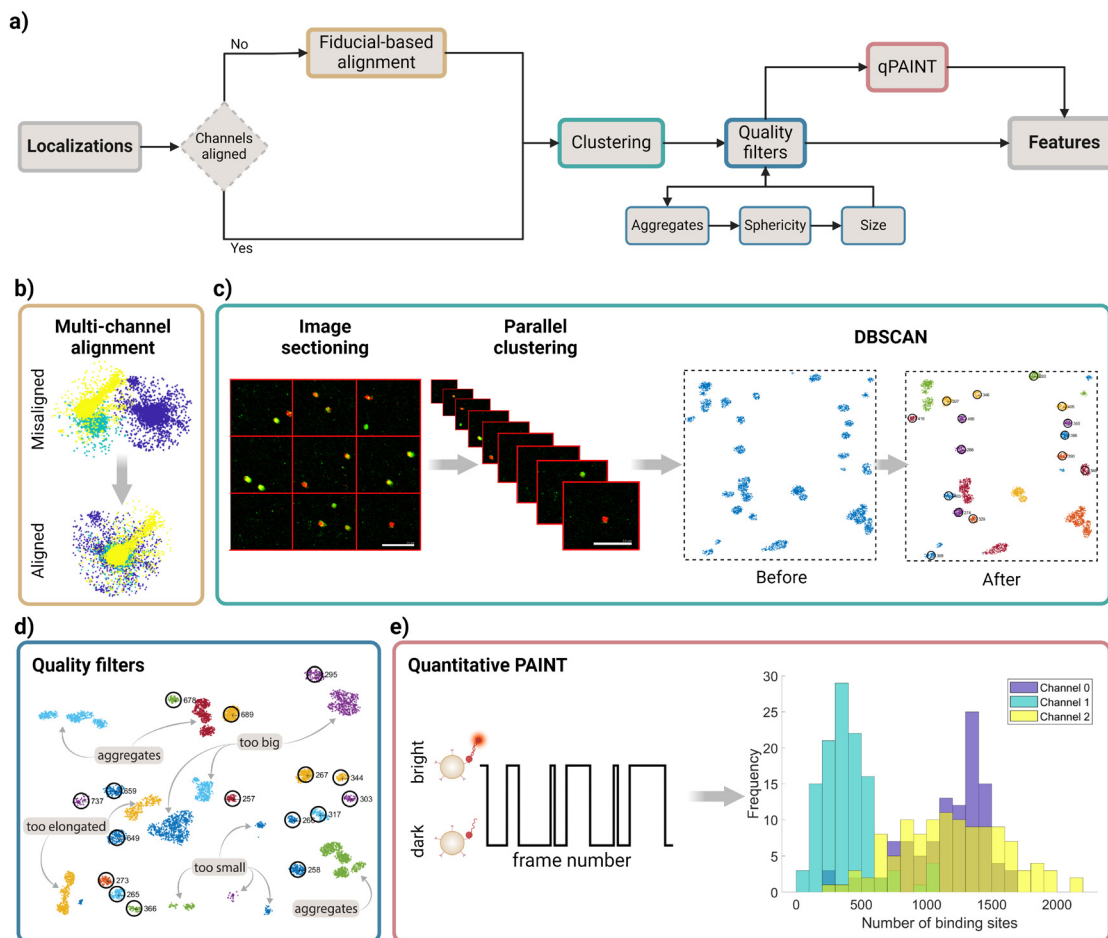 a)
No
Fiducial-based
alignment
qPAINT
Localizations
Channels
aligned
Clustering
Quality
filters
Features
Aggregates
Sphericity
Size
Yes
b)
Multi-channel
alignment
Misaligned
Aligned
c)
Image
sectioning
Parallel
clustering
DBSCAN
Before
After
d)
Quality filters
295
678
689
aggregates
too big
267
344
737
659
257
303
317
266
too elongated
649
too small
258
273
265
366
aggregates
e)
Quantitative PAINT
bright
dark
frame number
Frequency
30
25
20
15
10
5
0
0
500
1000
1500
2000
Number of binding sites
Channel 0
Channel 1
Channel 2